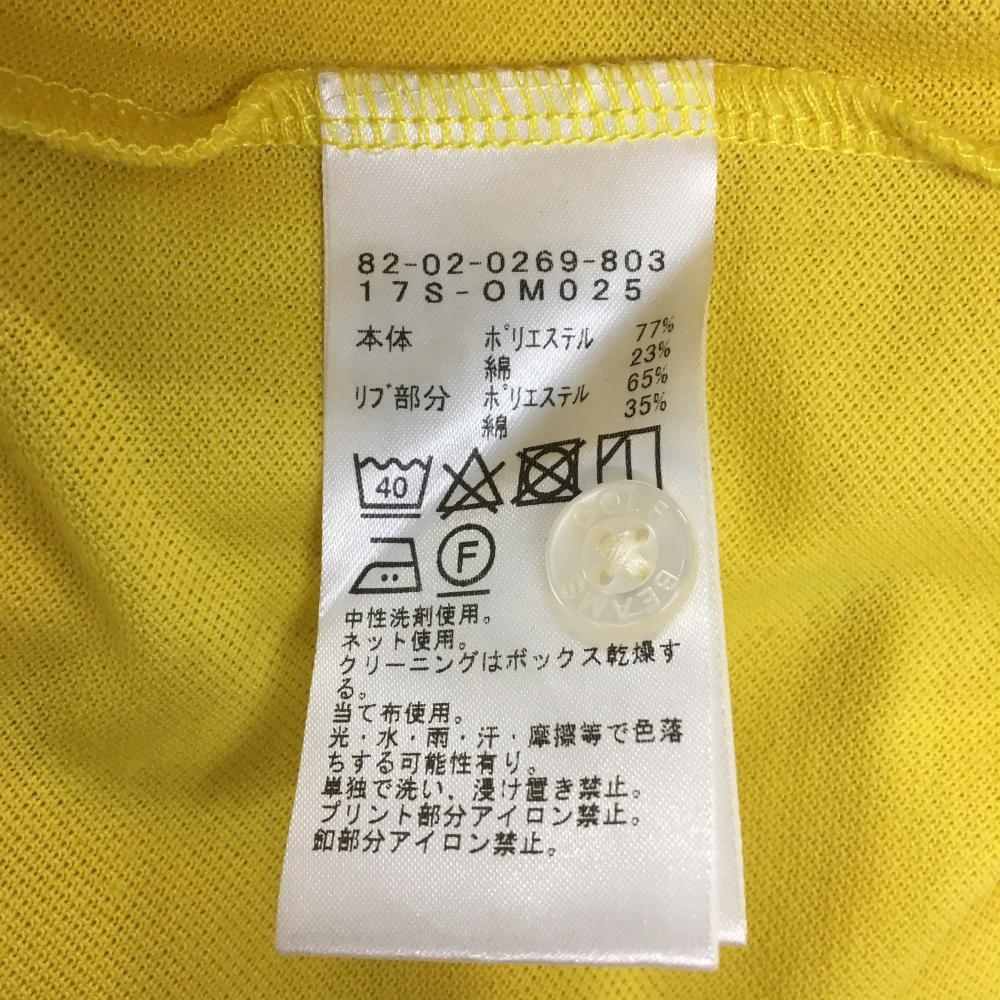 82-02-0269-803
17S-OM025
本体 ポリエステル 77%
綿 23%
リブ部分 ポリエステル 65%
綿 35%
40
F
GOLF
BEAMS
中性洗剤使用。
ネット使用。
クリーニングはボックス乾燥す
る。
当て布使用。
光・水・雨・汗・摩擦等で色落
ちする可能性有り。
単独で洗い、浸け置き禁止。
プリント部分アイロン禁止。
釦部分アイロン禁止。